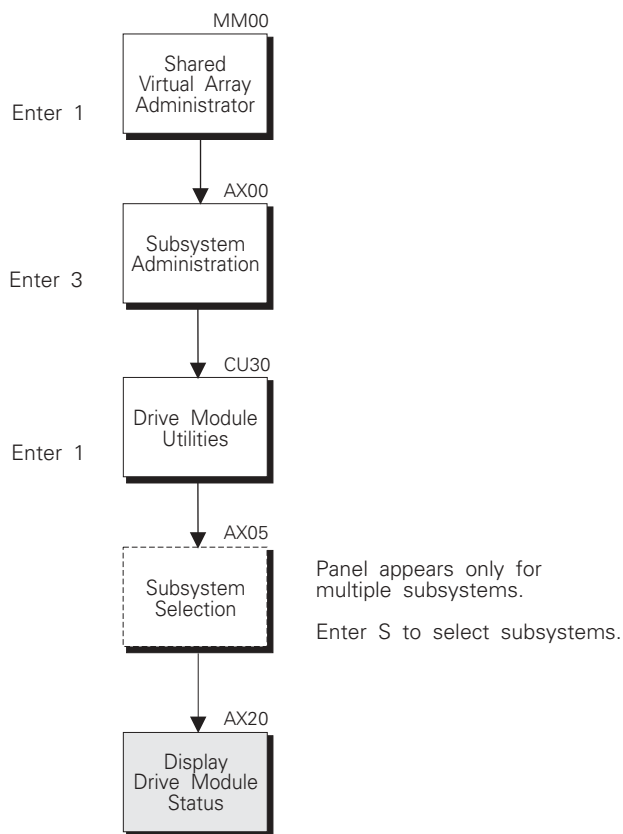 MM00
Shared
Virtual Array
Administrator
Enter 1
AX00
Subsystem
Administration
Enter 3
CU30
Drive Module
Utilities
Enter 1
AX05
Subsystem
Selection
Panel appears only for
multiple subsystems.
Enter S to select subsystems.
AX20
Display
Drive Module
Status